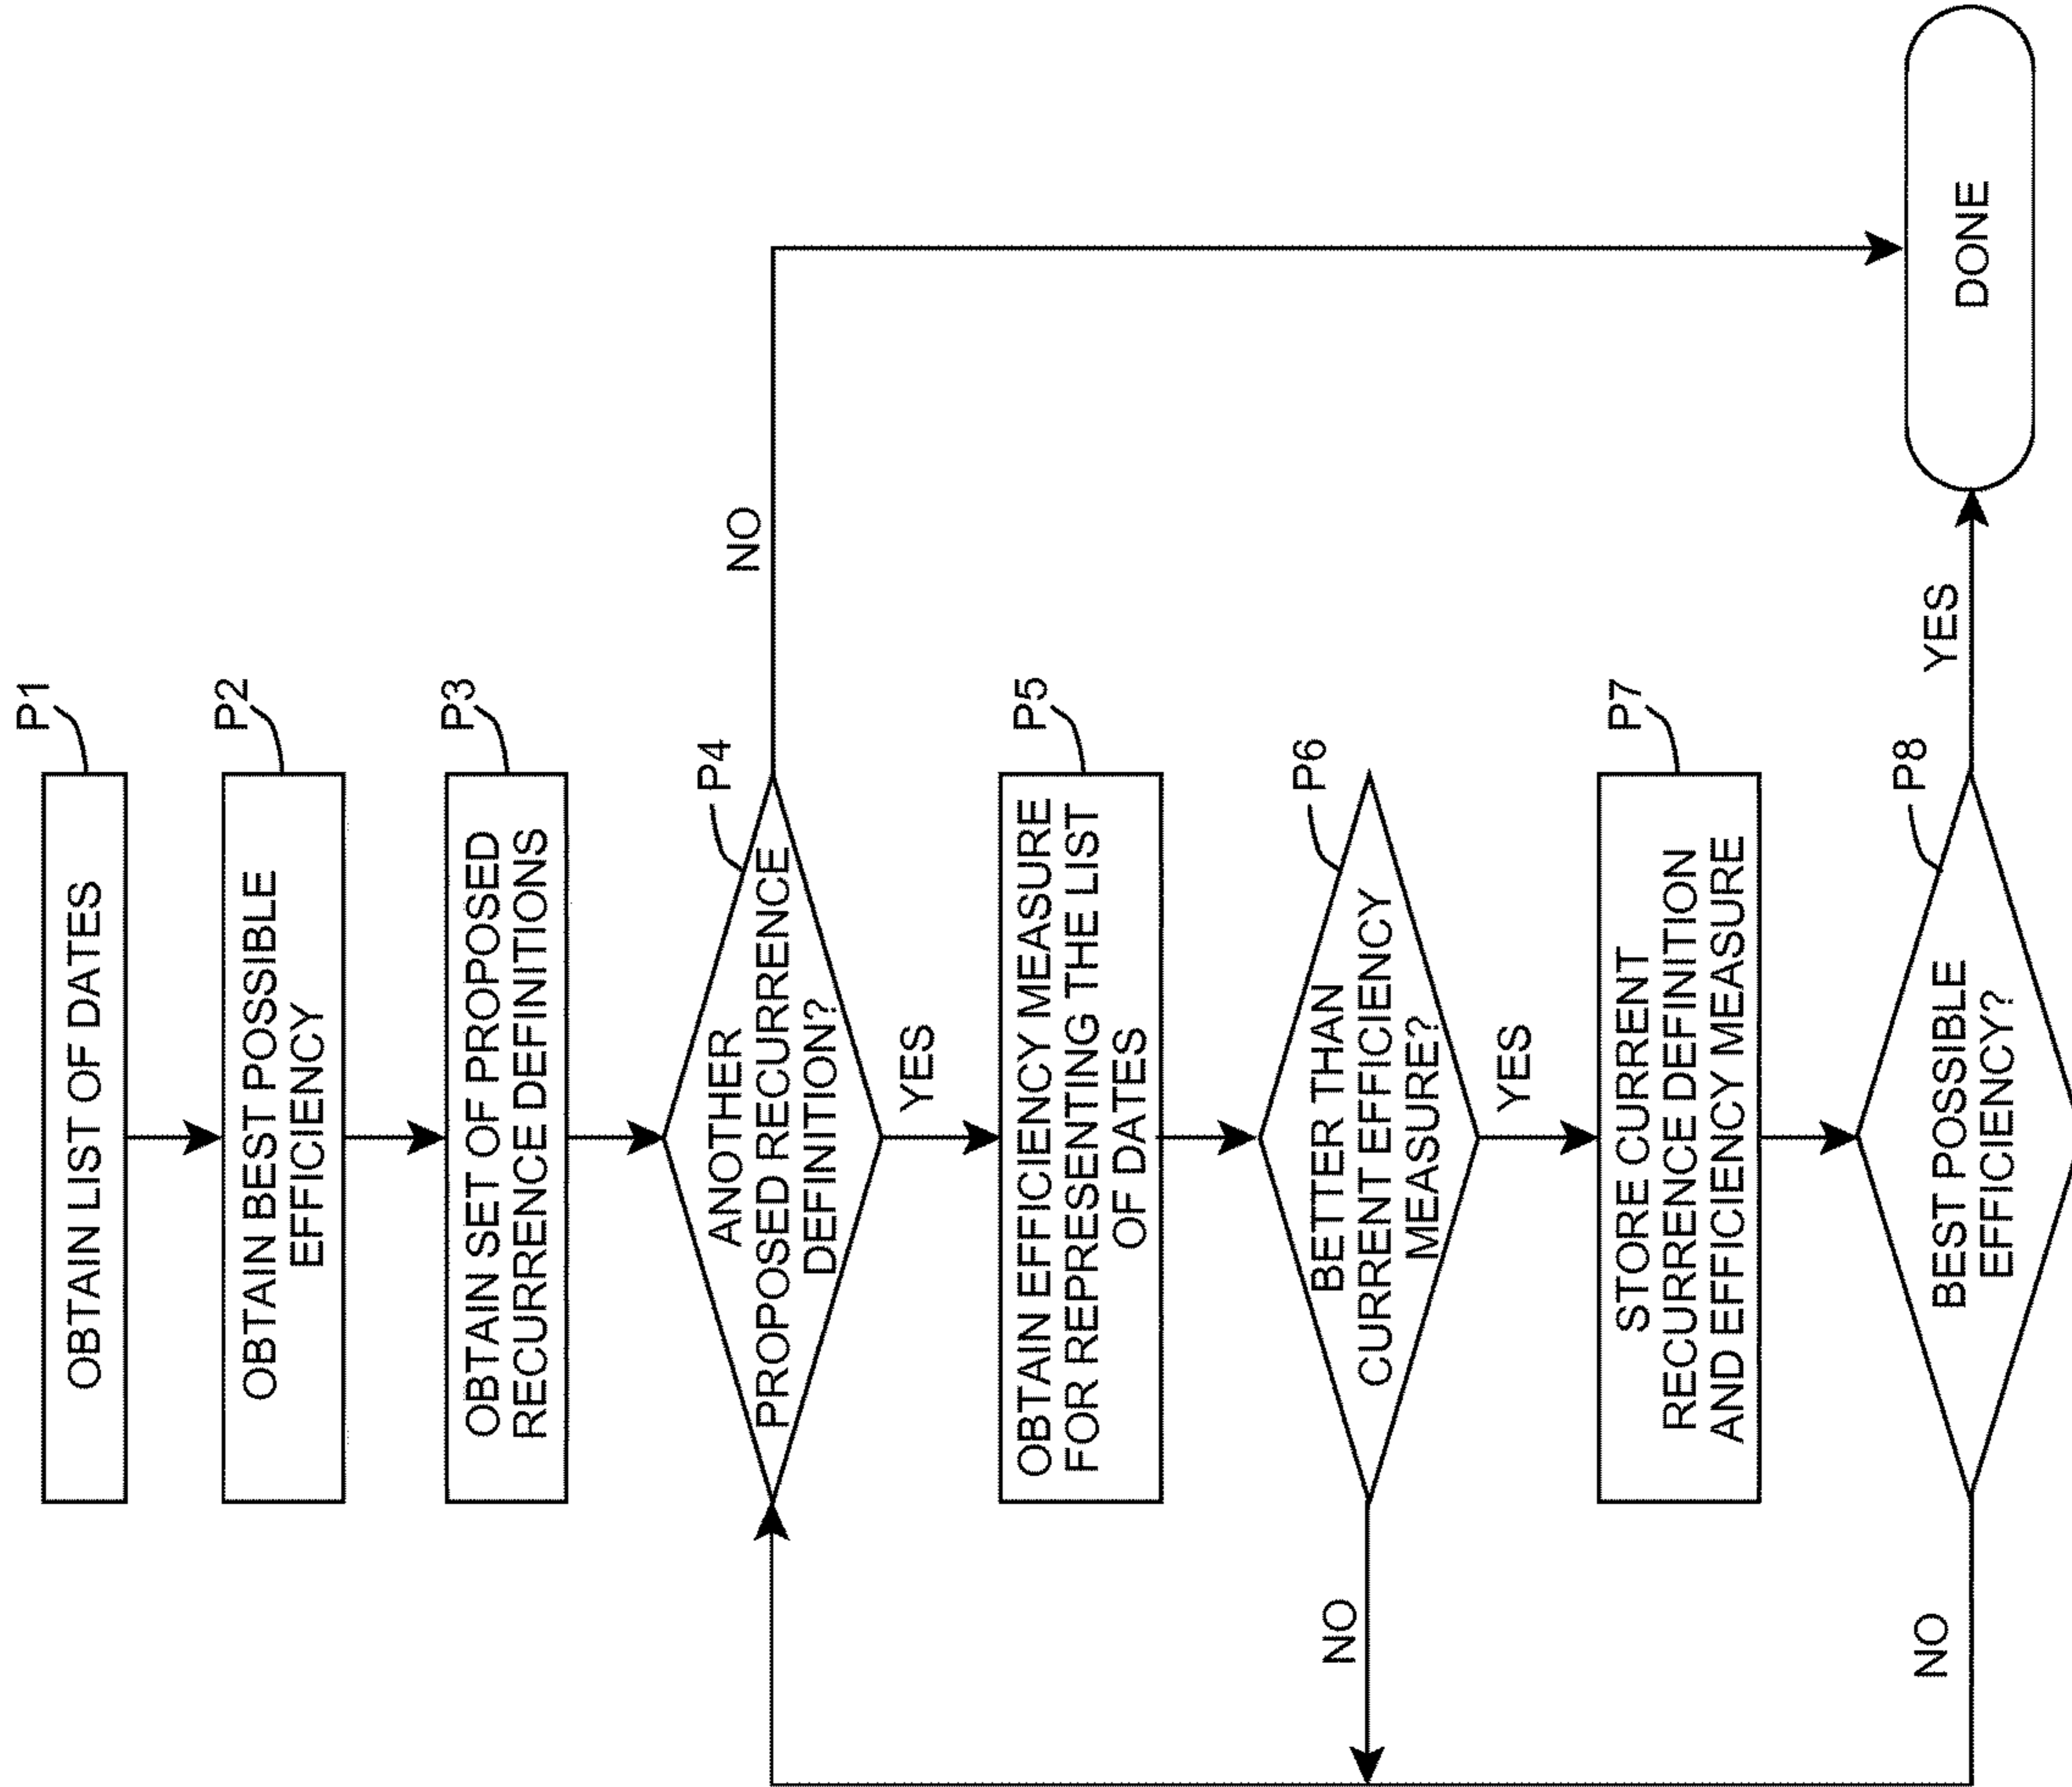 P1
OBTAIN LIST OF DATES
P2
OBTAIN BEST POSSIBLE
EFFICIENCY
P3
OBTAIN SET OF PROPOSED
RECURRENCE DEFINITIONS
P4
ANOTHER
PROPOSED RECURRENCE
DEFINITION?
NO
YES
P5
OBTAIN EFFICIENCY MEASURE
FOR REPRESENTING THE LIST
OF DATES
P6
BETTER THAN
CURRENT EFFICIENCY
MEASURE?
NO
YES
P7
STORE CURRENT
RECURRENCE DEFINITION
AND EFFICIENCY MEASURE
P8
BEST POSSIBLE
EFFICIENCY?
NO
YES
DONE